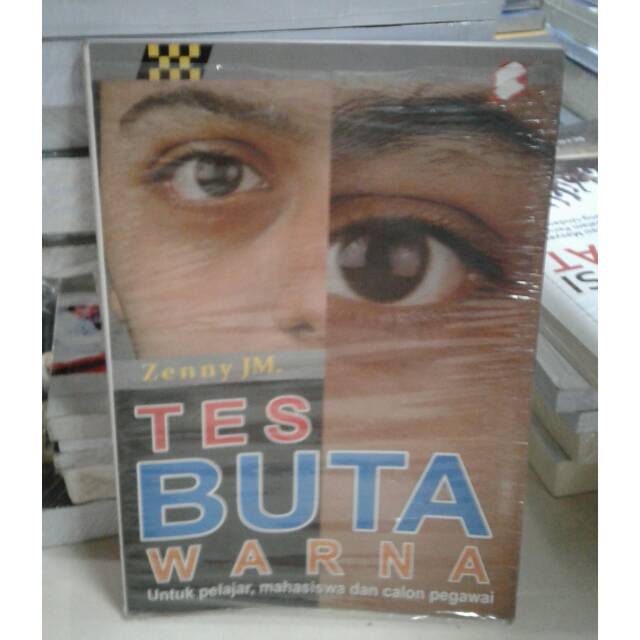 Zenny JM.
TES
BUTA
WARNA
Untuk pelajar, mahasiswa dan calon pegawai